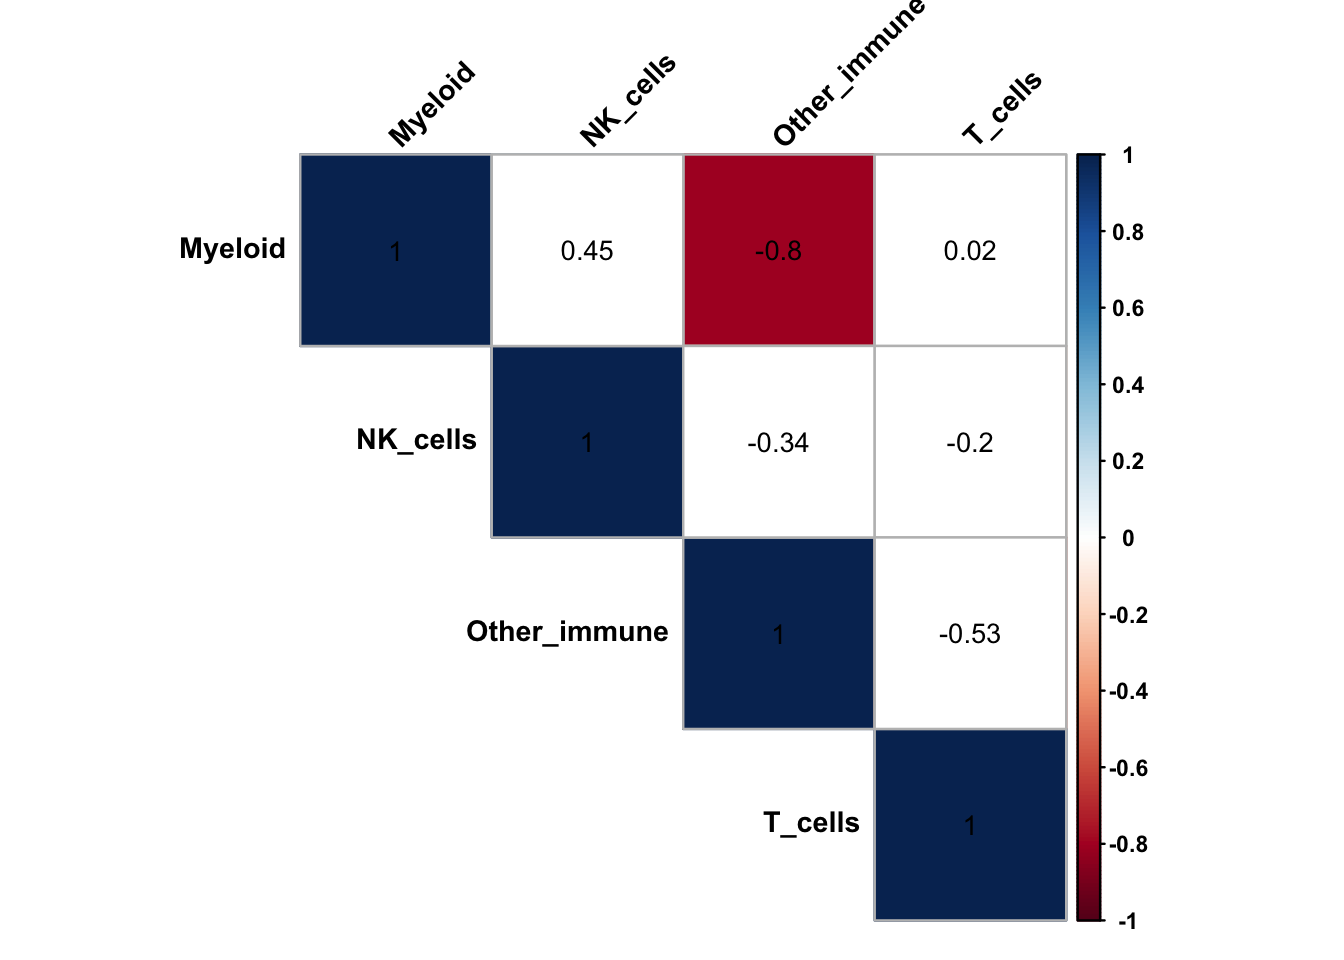 Myeloid NK_cells Other_immune T_cells
Myeloid 1 0.45 -0.8 0.02
NK_cells 1 -0.34 -0.2
Other_immune 1 -0.53
T_cells 1
1
0.8
0.6
0.4
0.2
0
-0.2
-0.4
-0.6
-0.8
-1